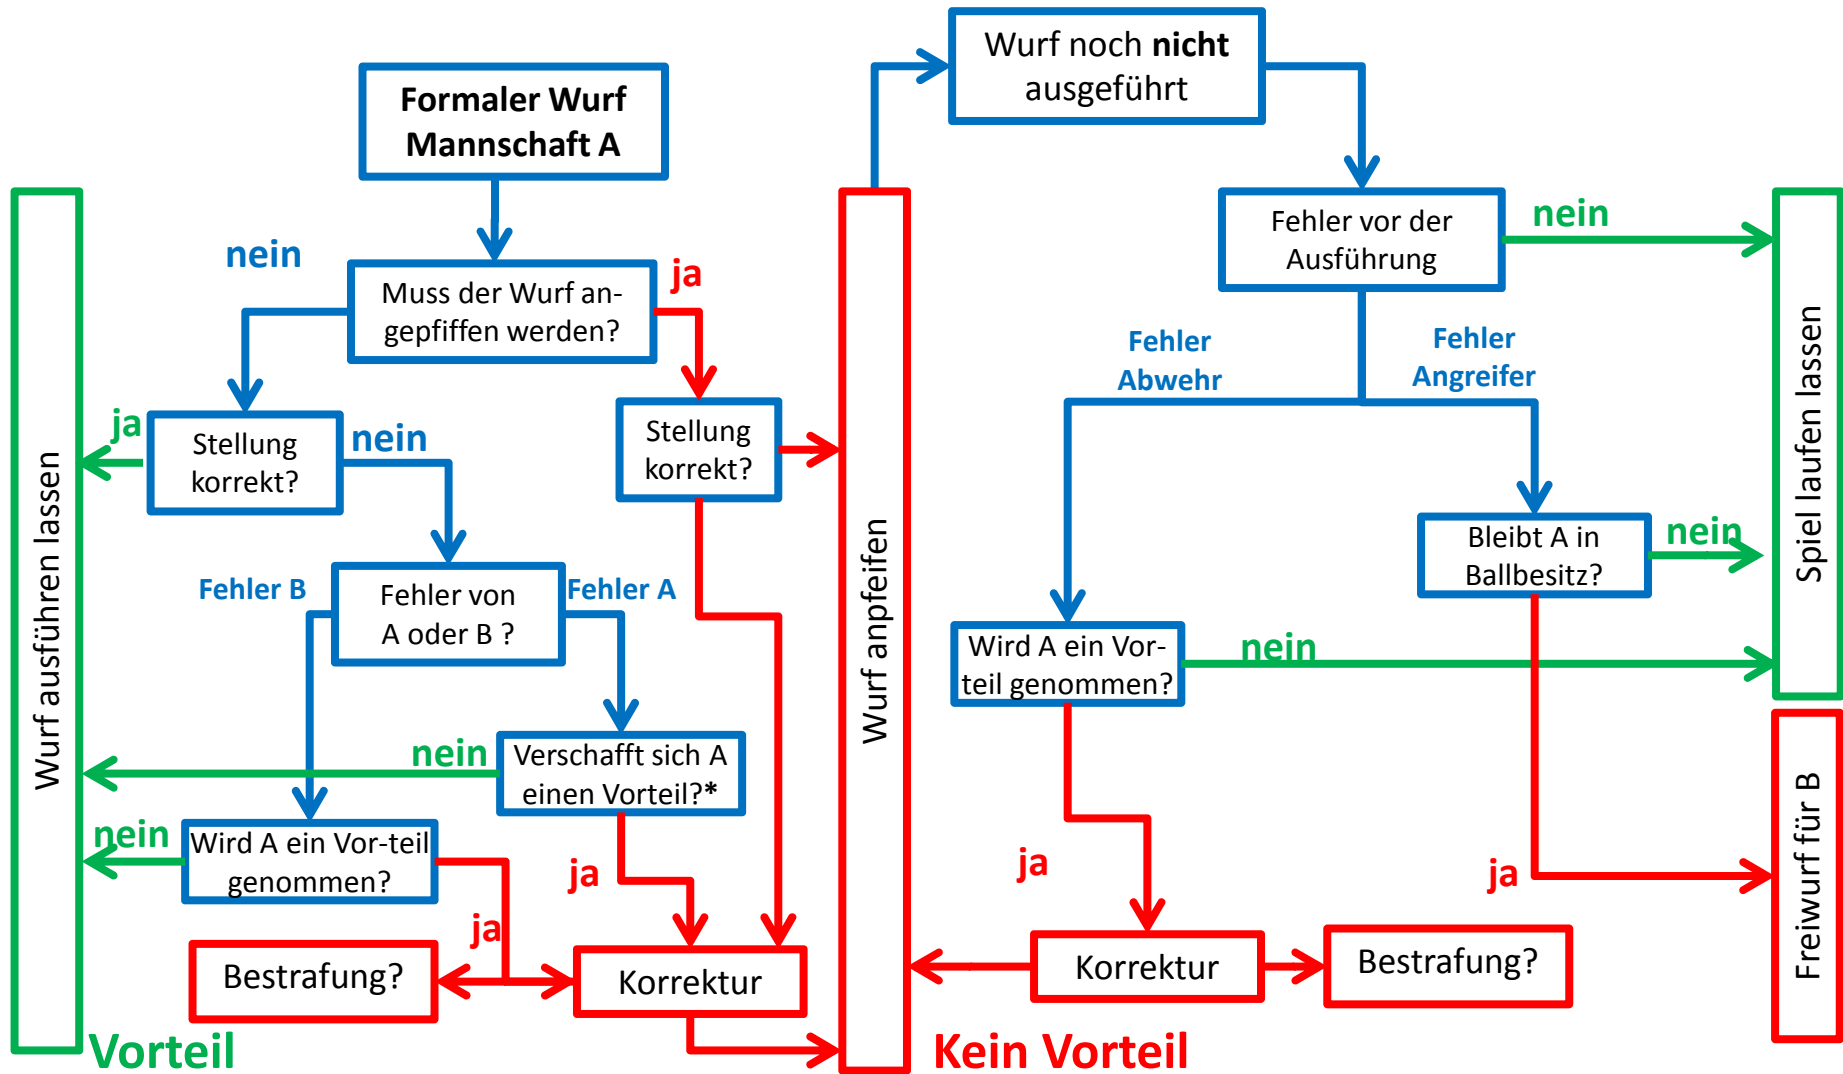 Formaler Wurf
Mannschaft A
nein
Muss der Wurf an-
gepfiffen werden?
ja
ja
Stellung
korrekt?
nein
Stellung
korrekt?
Fehler B
Fehler von
A oder B ?
Fehler A
nein
Verschafft sich A
einen Vorteil?*
nein
Wird A ein Vor-teil
genommen?
ja
ja
Bestrafung?
Korrektur
Wurf ausführen lassen
Vorteil
Wurf anpfeifen
Kein Vorteil
Wurf noch nicht
ausgeführt
Fehler vor der
Ausführung
nein
Fehler
Abwehr
Fehler
Angreifer
Bleibt A in
Ballbesitz?
nein
Wird A ein Vor-
teil genommen?
nein
ja
ja
Korrektur
Bestrafung?
Spiel laufen lassen
Freiwurf für B